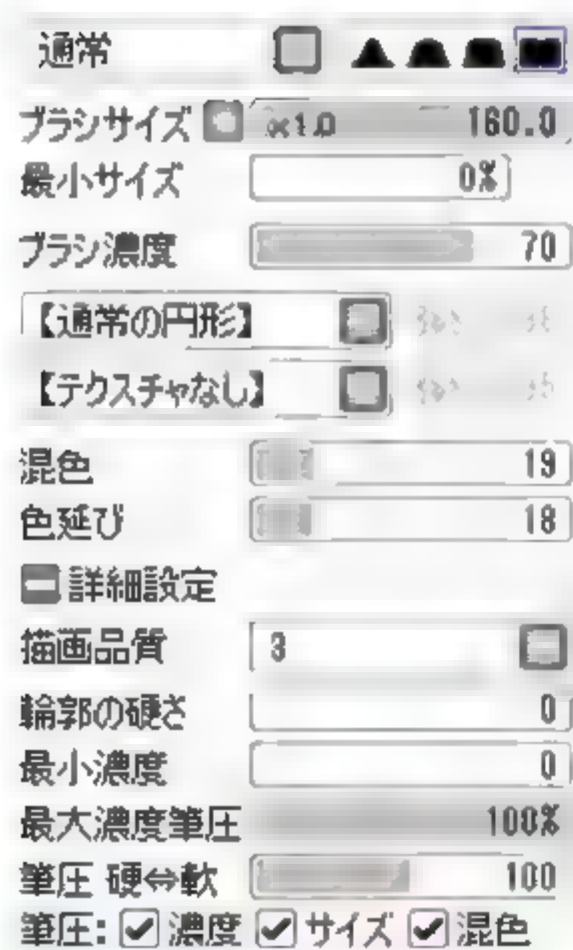 通常
ブラシサイズ x1.0 160.0
最小サイズ 0%
ブラシ濃度 70
【通常の円形】
【テクスチャなし】
混色 19
色延び 18
詳細設定
描画品質 3
輪郭の硬さ 0
最小濃度 0
最大濃度筆圧 100%
筆圧 硬⇔軟 100
筆圧: 濃度 サイズ 混色